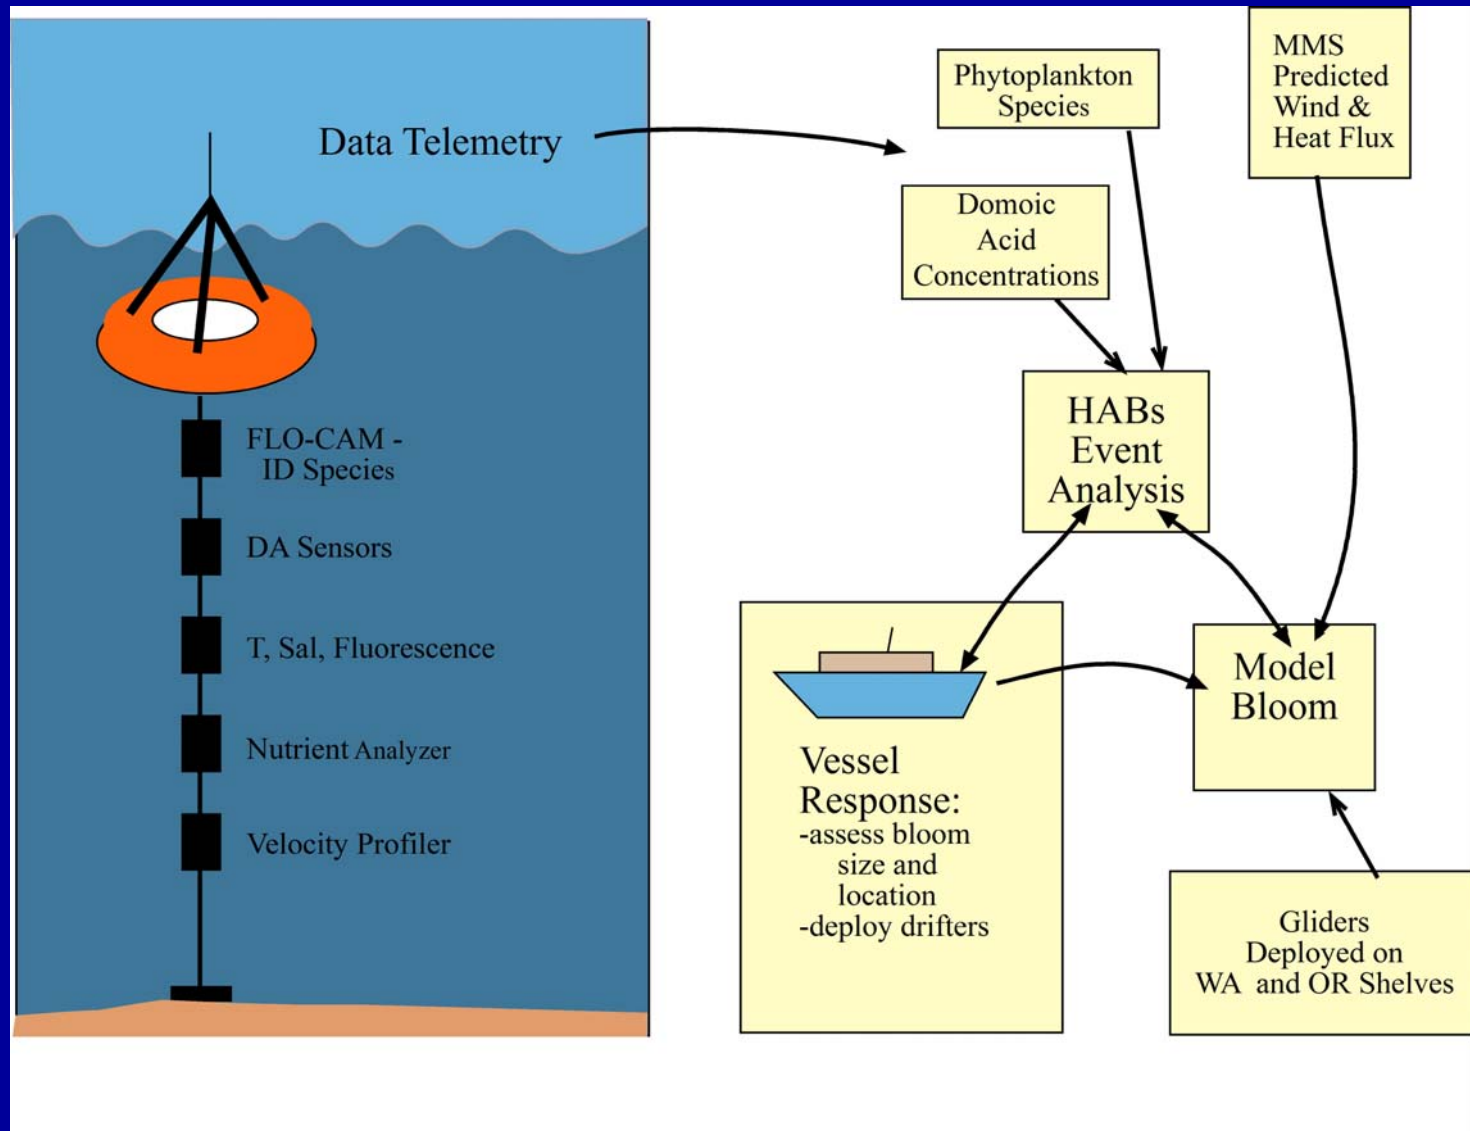 Data Telemetry
FLO-CAM -
ID Species
DA Sensors
T, Sal, Fluorescence
Nutrient Analyzer
Velocity Profiler
Phytoplankton
Species
MMS
Predicted
Wind &
Heat Flux
Domoic
Acid
Concentrations
HABs
Event
Analysis
Vessel
Response:
-assess bloom
size and
location
-deploy drifters
Model
Bloom
Gliders
Deployed on
WA and OR Shelves